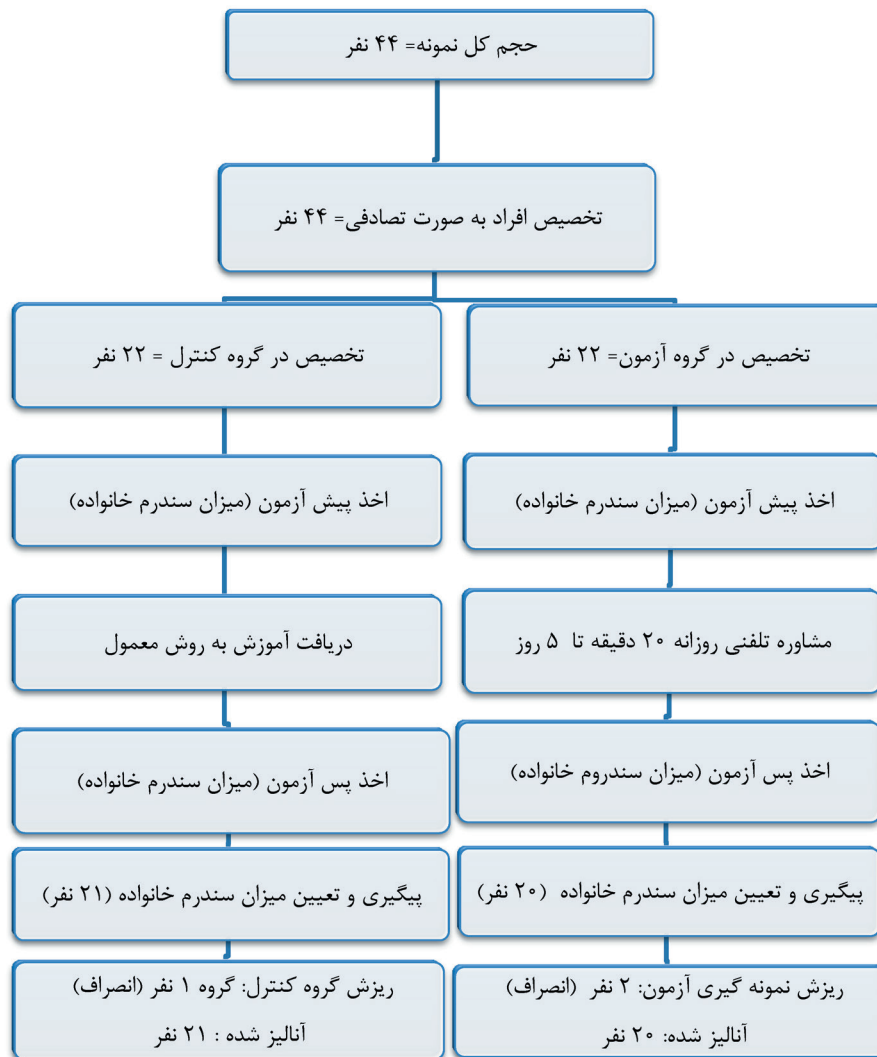 حجم کل نمونه= ۴۴ نفر
تخصیص افراد به صورت تصادفی= ۴۴ نفر
تخصیص در گروه آزمون= ۲۲ نفر
تخصیص در گروه کنترل = ۲۲ نفر
اخذ پیش آزمون (میزان سندرم خانواده)
اخذ پیش آزمون (میزان سندرم خانواده)
مشاوره تلفنی روزانه ۲۰ دقیقه تا ۵ روز
دریافت آموزش به روش معمول
اخذ پس آزمون (میزان سندروم خانواده)
اخذ پس آزمون (میزان سندرم خانواده)
پیگیری و تعیین میزان سندرم خانواده (۲۰ نفر)
پیگیری و تعیین میزان سندرم خانواده (۲۱ نفر)
ریزش نمونه گیری آزمون: ۲ نفر (انصراف)
آنالیز شده: ۲۰ نفر
ریزش گروه کنترل: گروه ۱ نفر (انصراف)
آنالیز شده : ۲۱ نفر